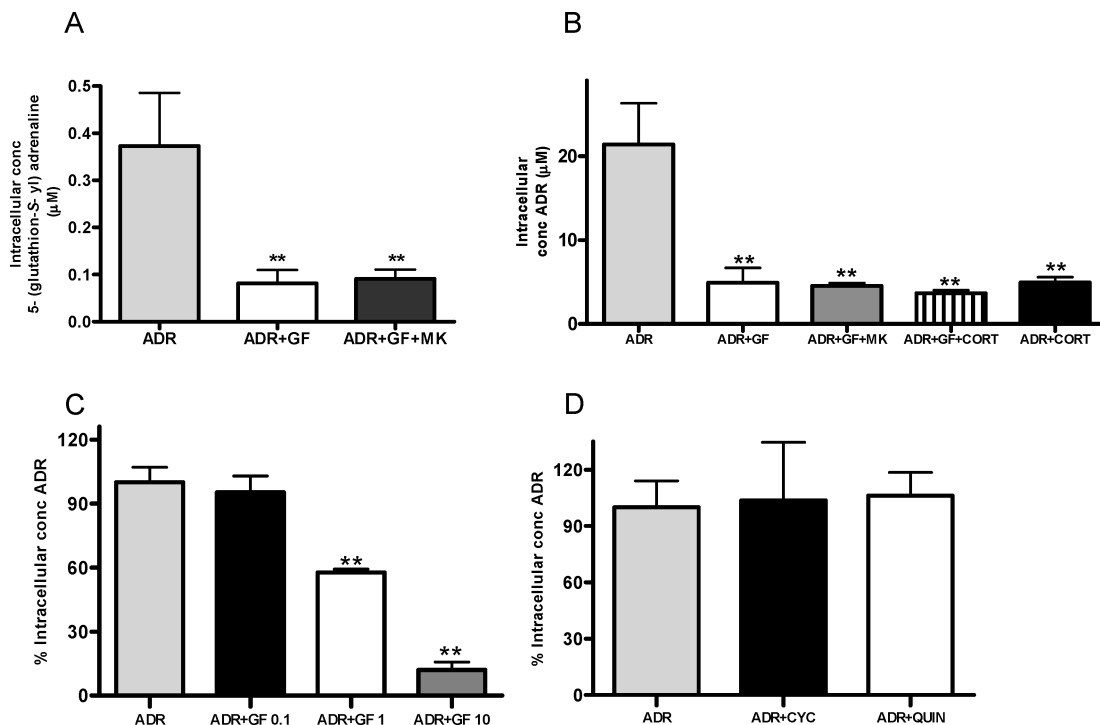 A
Intracellular conc
5- (glutathion-S- yl) adrenaline
(µM)
0.5
0.4
0.3
0.2
0.1
0.0
**
**
ADR
ADR+GF
ADR+GF+MK
B
Intracellular
conc ADR (µM)
20
10
0
**
**
**
**
ADR
ADR+GF
ADR+GF+MK
ADR+GF+CORT
ADR+CORT
C
% Intracellular conc ADR
120
90
60
30
0
**
**
ADR
ADR+GF 0.1
ADR+GF 1
ADR+GF 10
D
% Intracellular conc ADR
120
90
60
30
0
ADR
ADR+CYC
ADR+QUIN